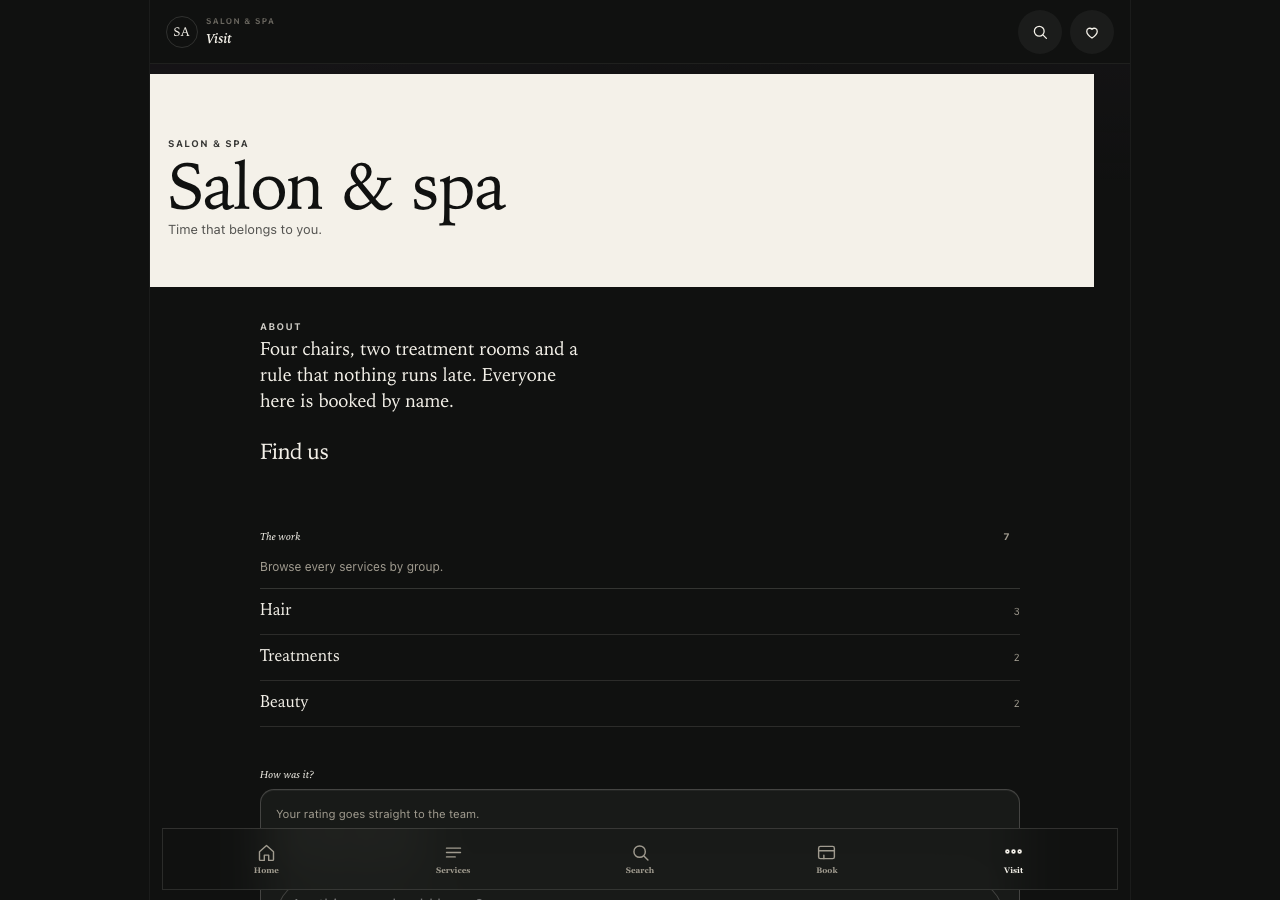 SA
SALON & SPA
Visit
SALON & SPA
Salon & spa
Time that belongs to you.
ABOUT
Four chairs, two treatment rooms and a
rule that nothing runs late. Everyone
here is booked by name.
Find us
The work 7
Browse every services by group.
Hair 3
Treatments 2
Beauty 2
How was it?
Your rating goes straight to the team.
Home Services Search Book Visit